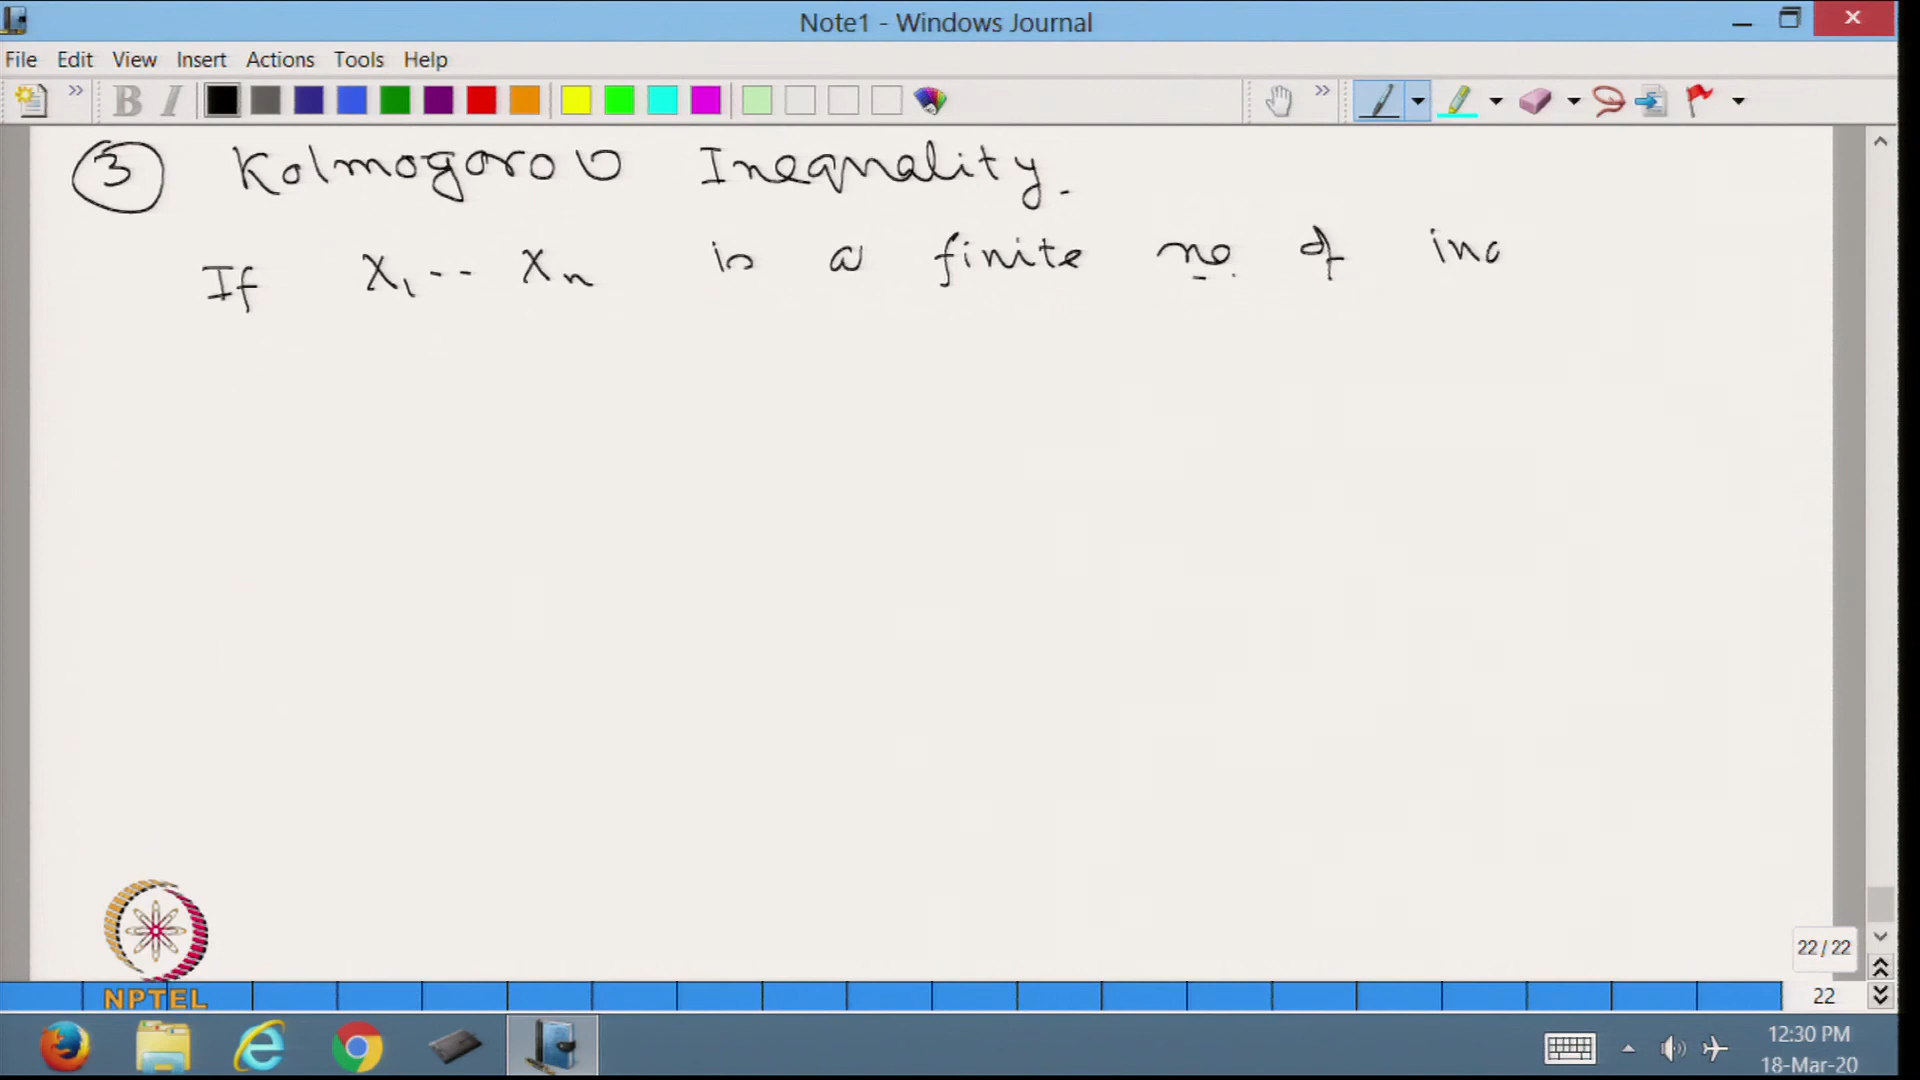 Note1 - Windows Journal
File Edit View Insert Actions Tools Help
B I
③ Kolmogorov Inequality.
If X1 -- Xn is a finite no. of ind
22 / 22
NPTEL
22
12:30 PM
18-Mar-20